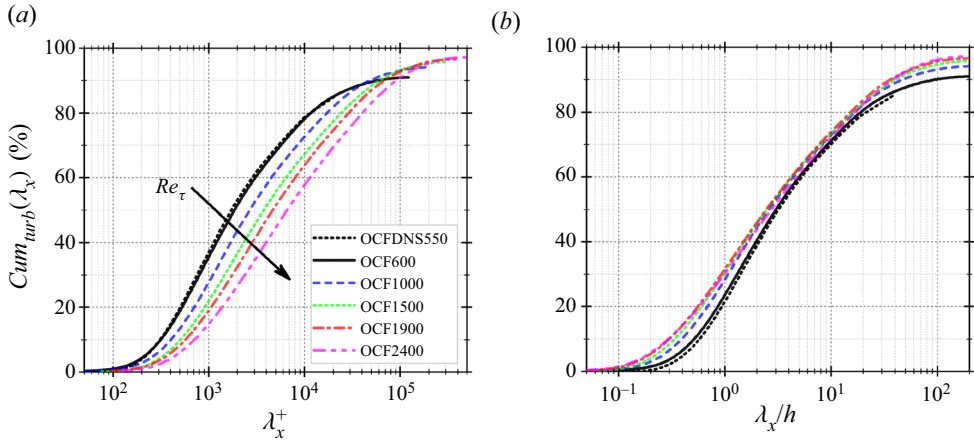 (a)
100
80
60
40
20
0
Cum_turb(λ_x) (%)
Re_τ
OCFDNS550
OCF600
OCF1000
OCF1500
OCF1900
OCF2400
10^2
10^3
10^4
10^5
λ_x^+
(b)
100
80
60
40
20
0
10^−1
10^0
10^1
10^2
λ_x/h